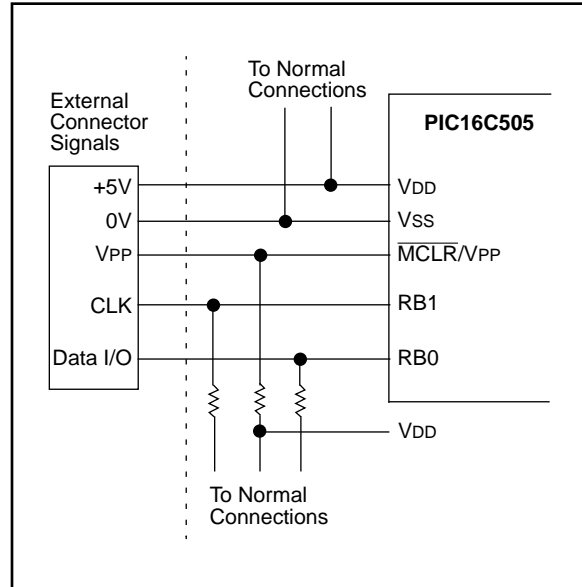 To Normal
Connections
External
Connector
Signals
PIC16C505
+5V
VDD
0V
VSS
VPP
MCLR/VPP
CLK
RB1
Data I/O
RB0
VDD
To Normal
Connections